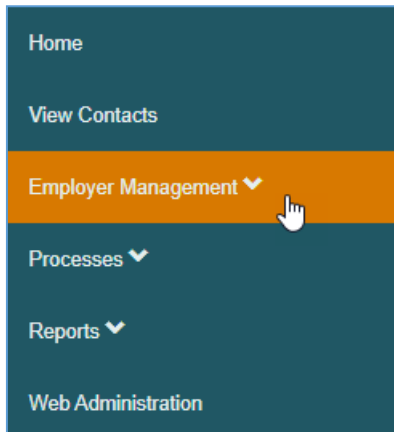 Home
View Contacts
Employer Management
Processes
Reports
Web Administration